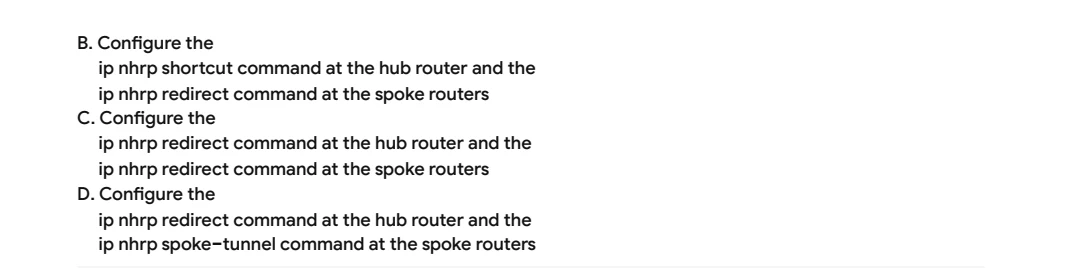 B. Configure the
ip nhrp shortcut command at the hub router and the
ip nhrp redirect command at the spoke routers
C. Configure the
ip nhrp redirect command at the hub router and the
ip nhrp redirect command at the spoke routers
D. Configure the
ip nhrp redirect command at the hub router and the
ip nhrp spoke-tunnel command at the spoke routers